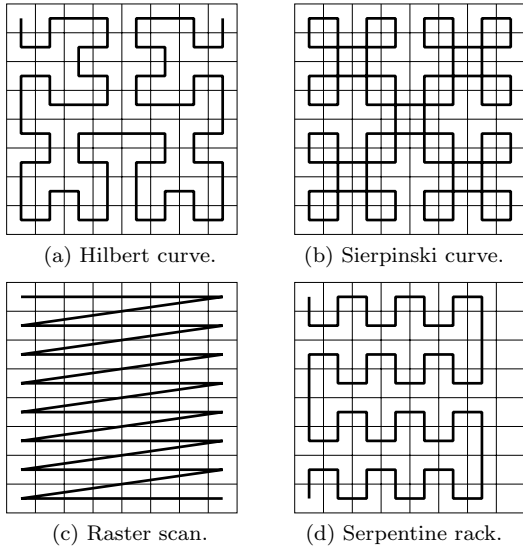 (a) Hilbert curve.
(b) Sierpinski curve.
(c) Raster scan.
(d) Serpentine rack.